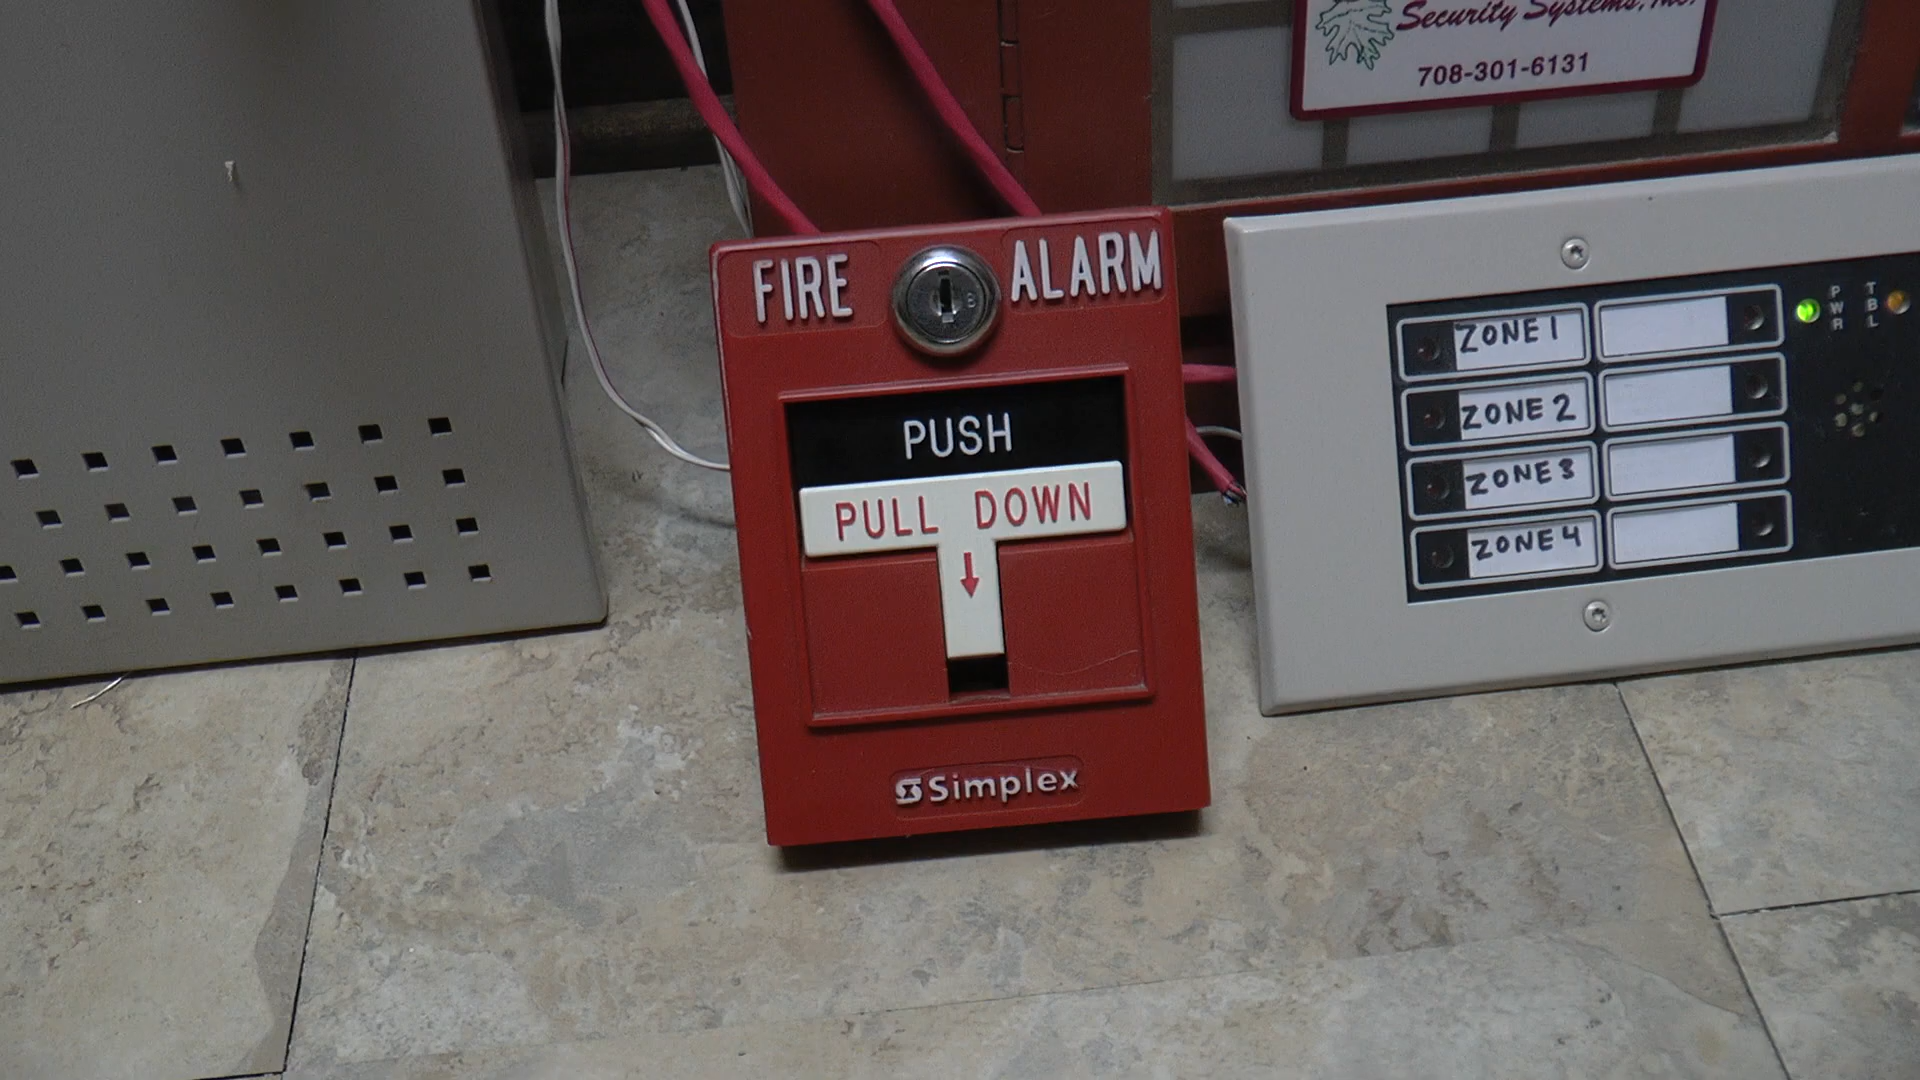 Security Systems, Inc.
708-301-6131
FIRE ALARM
B
PUSH
PULL DOWN
Simplex
ZONE 1
ZONE 2
ZONE 3
ZONE 4
PWR
TBL